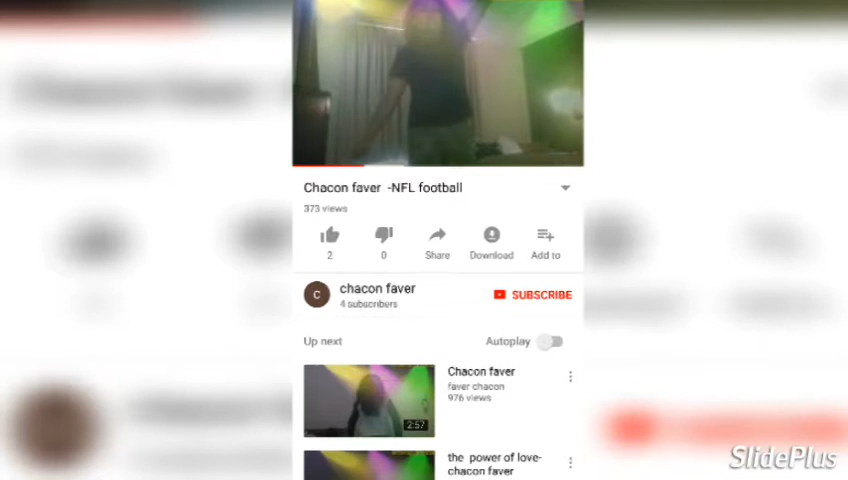 Chacon faver -NFL football
373 views
2
0
Share
Download
Add to
C
chacon faver
4 subscribers
SUBSCRIBE
Up next
Autoplay
Chacon faver
faver chacon
976 views
2:57
the power of love-
chacon faver
SlidePlus